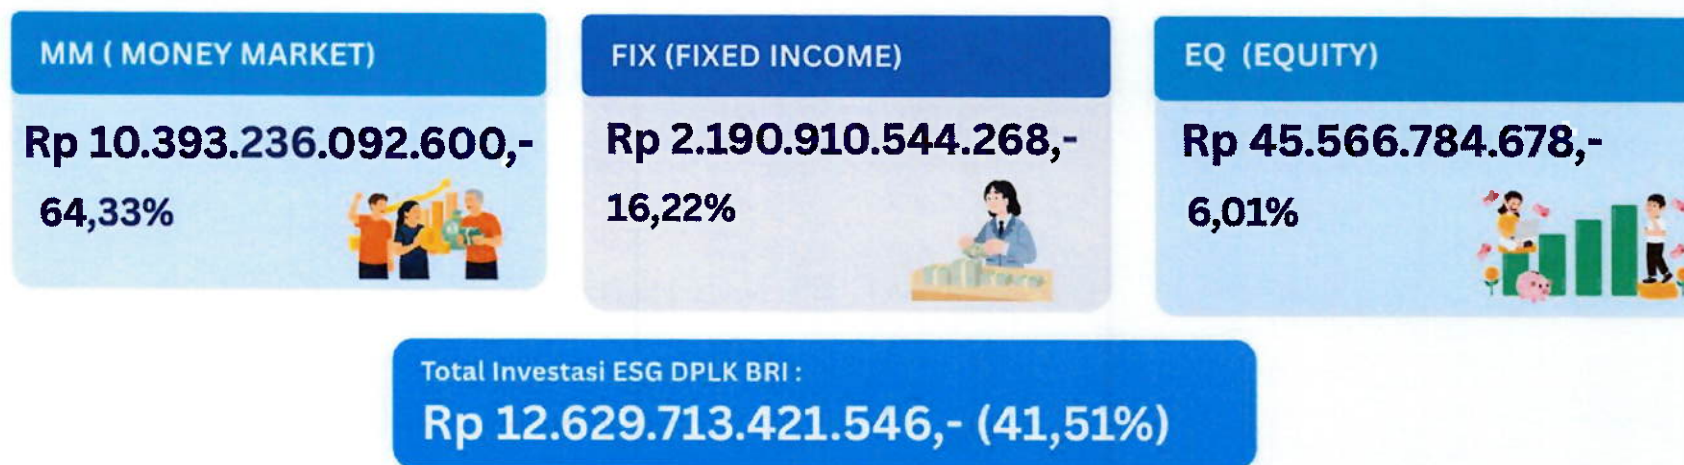 MM ( MONEY MARKET)
Rp 10.393.236.092.600,-
64,33%
FIX (FIXED INCOME)
Rp 2.190.910.544.268,-
16,22%
EQ (EQUITY)
Rp 45.566.784.678,-
6,01%
Total Investasi ESG DPLK BRI :
Rp 12.629.713.421.546,- (41,51%)